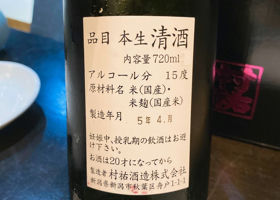 品目 本生清酒
内容量720ml
アルコール分 15度
原材料名 米(国産)・
米麹(国産米)
製造年月 5年4月
妊娠中、授乳期の飲酒はお避
け下さい。
お酒は20才になってから
製造者 村祐酒造株式会社
新潟県新潟市秋葉区舟戸1-1-1